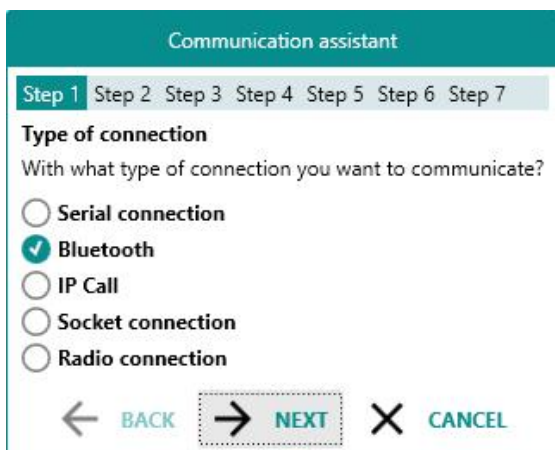 Communication assistant
Step 1 Step 2 Step 3 Step 4 Step 5 Step 6 Step 7
Type of connection
With what type of connection you want to communicate?
Serial connection
Bluetooth
IP Call
Socket connection
Radio connection
BACK NEXT CANCEL